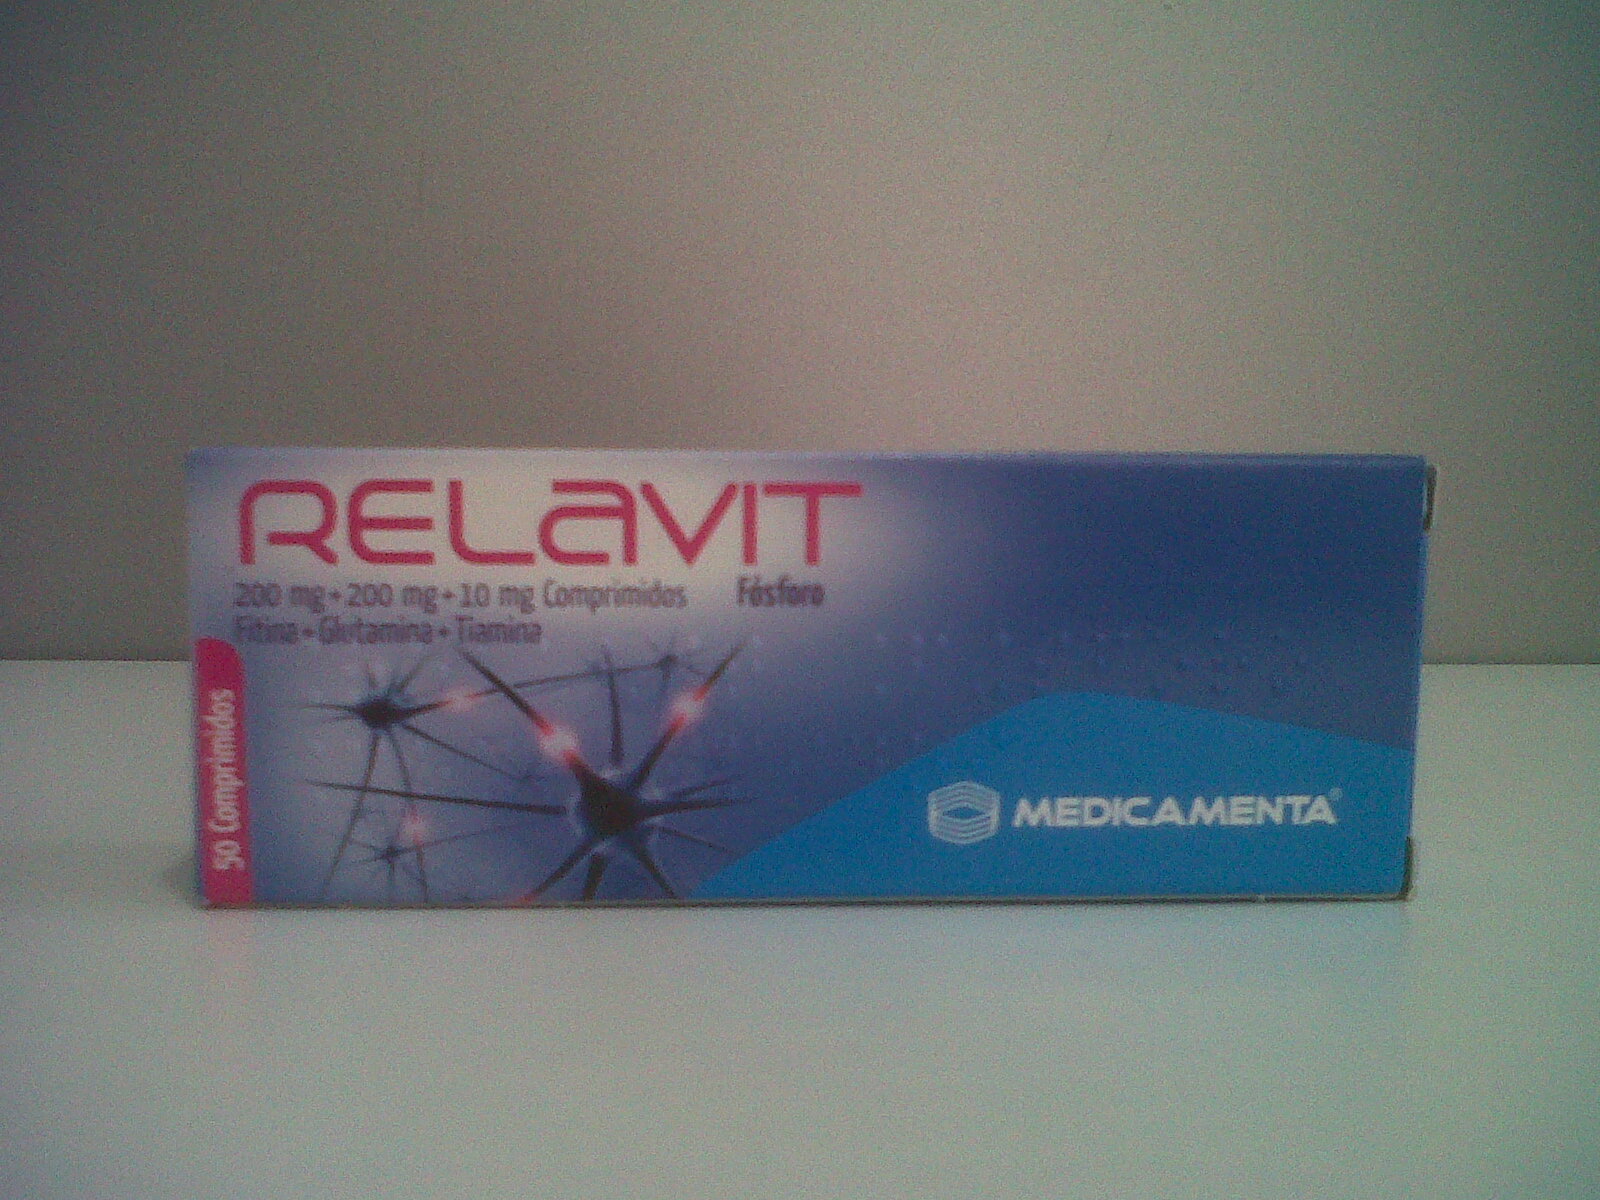 RELAVIT
200 mg + 200 mg + 10 mg Comprimidos Fósforo
Fitina + Glutamina + Tiamina
50 Comprimidos
MEDICAMENTA®